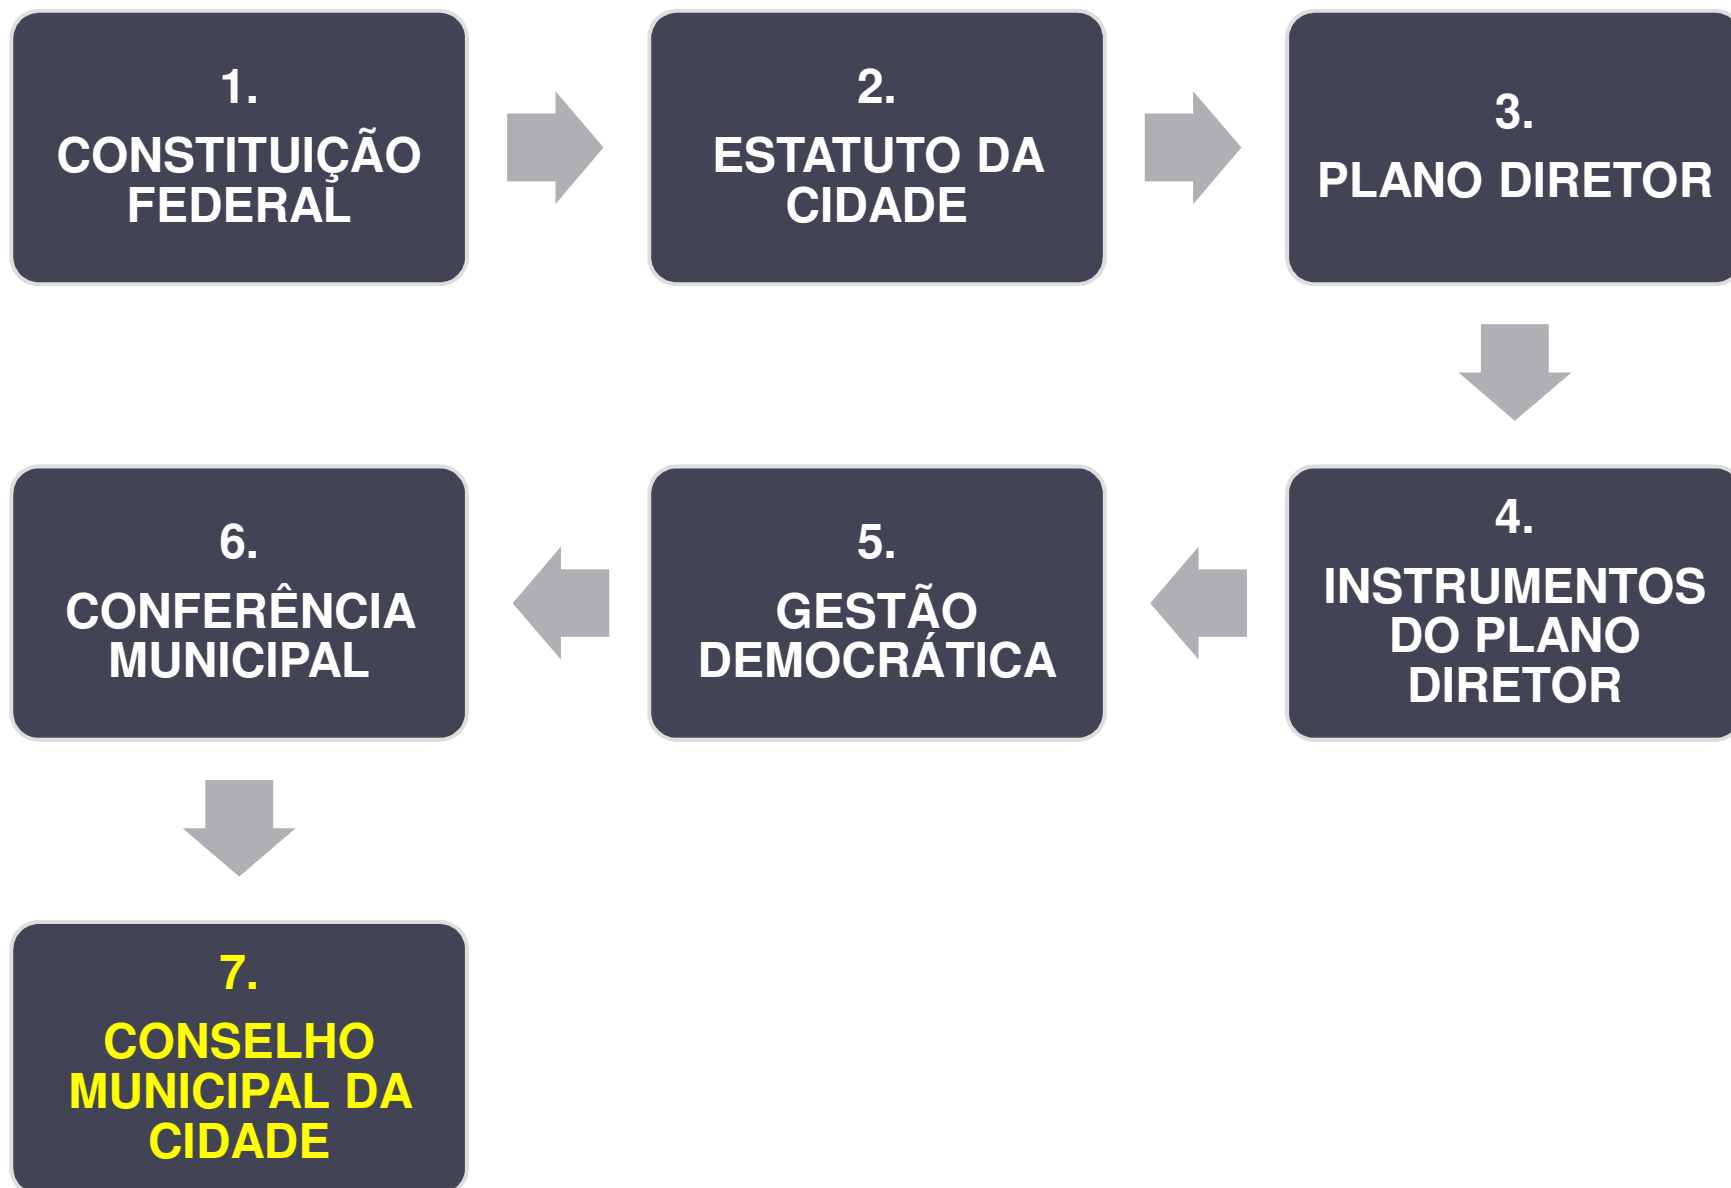 1.
CONSTITUIÇÃO
FEDERAL
2.
ESTATUTO DA
CIDADE
3.
PLANO DIRETOR
4.
INSTRUMENTOS
DO PLANO
DIRETOR
5.
GESTÃO
DEMOCRÁTICA
6.
CONFERÊNCIA
MUNICIPAL
7.
CONSELHO
MUNICIPAL DA
CIDADE